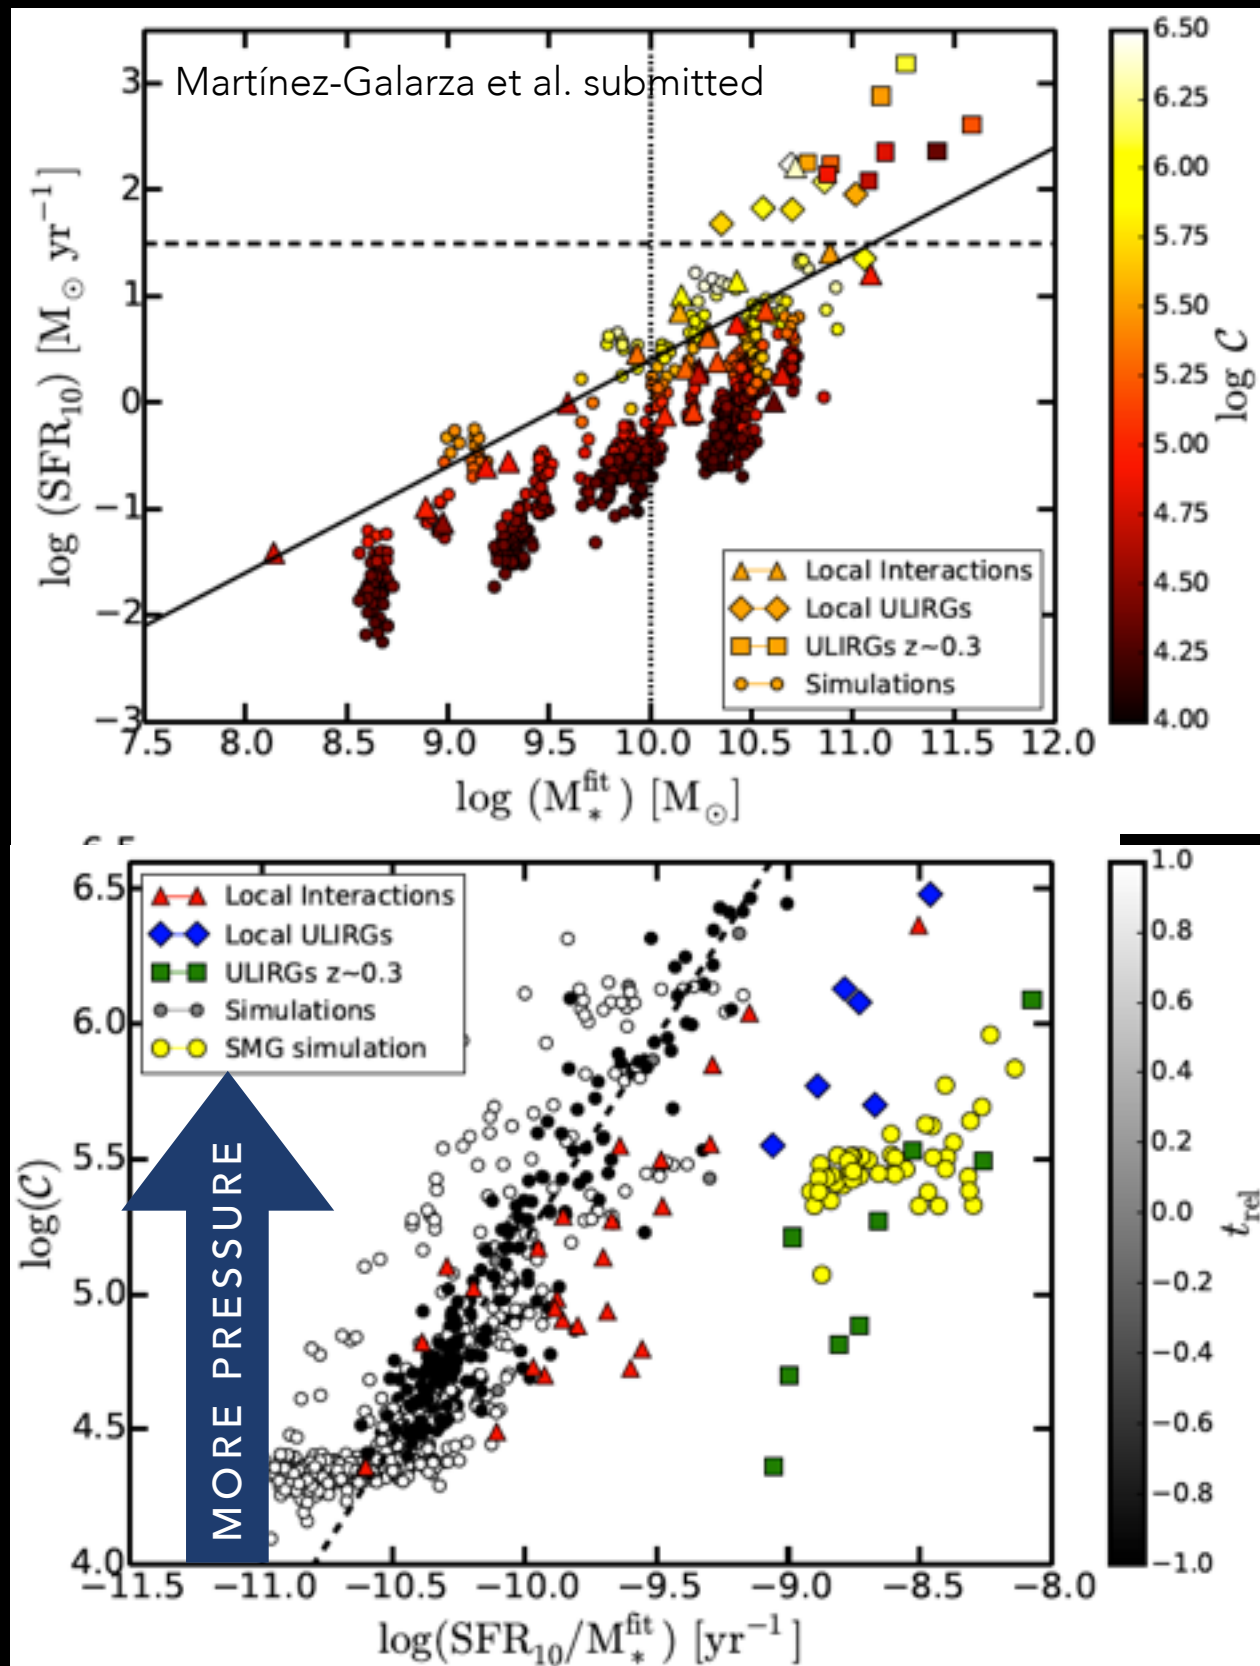 Martínez-Galarza et al. submitted
3
2
1
0
−1
−2
−3
log (SFR₁₀) [M☉ yr⁻¹]
7.5 8.0 8.5 9.0 9.5 10.0 10.5 11.0 11.5 12.0
log (M*^fit) [M☉]
Local Interactions
Local ULIRGs
ULIRGs z~0.3
Simulations
6.50
6.25
6.00
5.75
5.50
5.25
5.00
4.75
4.50
4.25
4.00
log C
6.5
6.0
5.5
5.0
4.5
4.0
log(C)
Local Interactions
Local ULIRGs
ULIRGs z~0.3
Simulations
SMG simulation
MORE PRESSURE
−11.5 −11.0 −10.5 −10.0 −9.5 −9.0 −8.5 −8.0
log(SFR₁₀/M*^fit) [yr⁻¹]
1.0
0.8
0.6
0.4
0.2
0.0
−0.2
−0.4
−0.6
−0.8
−1.0
t_rel